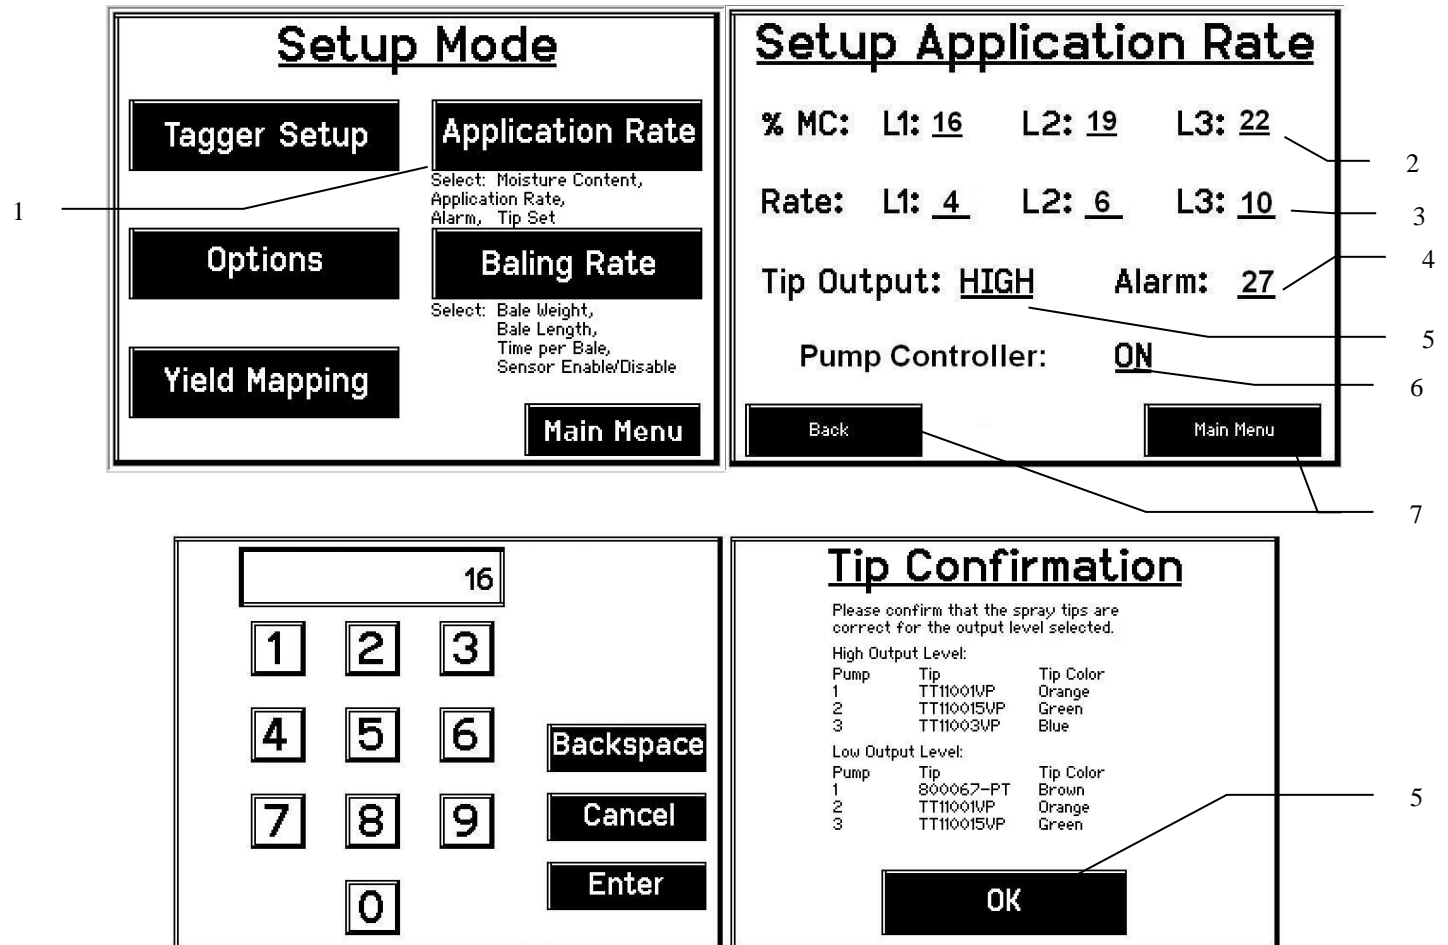 Setup Mode
Tagger Setup
Application Rate
Select: Moisture Content,
Application Rate,
Alarm, Tip Set
1
Options
Baling Rate
Select: Bale Weight,
Bale Length,
Time per Bale,
Sensor Enable/Disable
Yield Mapping
Main Menu
Setup Application Rate
% MC: L1: 16 L2: 19 L3: 22
2
Rate: L1: 4 L2: 6 L3: 10
3
4
Tip Output: HIGH Alarm: 27
5
Pump Controller: ON
6
Back
Main Menu
7
16
1 2 3
4 5 6
Backspace
7 8 9
Cancel
Enter
0
Tip Confirmation
Please confirm that the spray tips are
correct for the output level selected.
High Output Level:
Pump Tip Tip Color
1 TT11001VP Orange
2 TT110015VP Green
3 TT11003VP Blue
Low Output Level:
Pump Tip Tip Color
1 800067-PT Brown
2 TT11001VP Orange
3 TT110015VP Green
5
OK